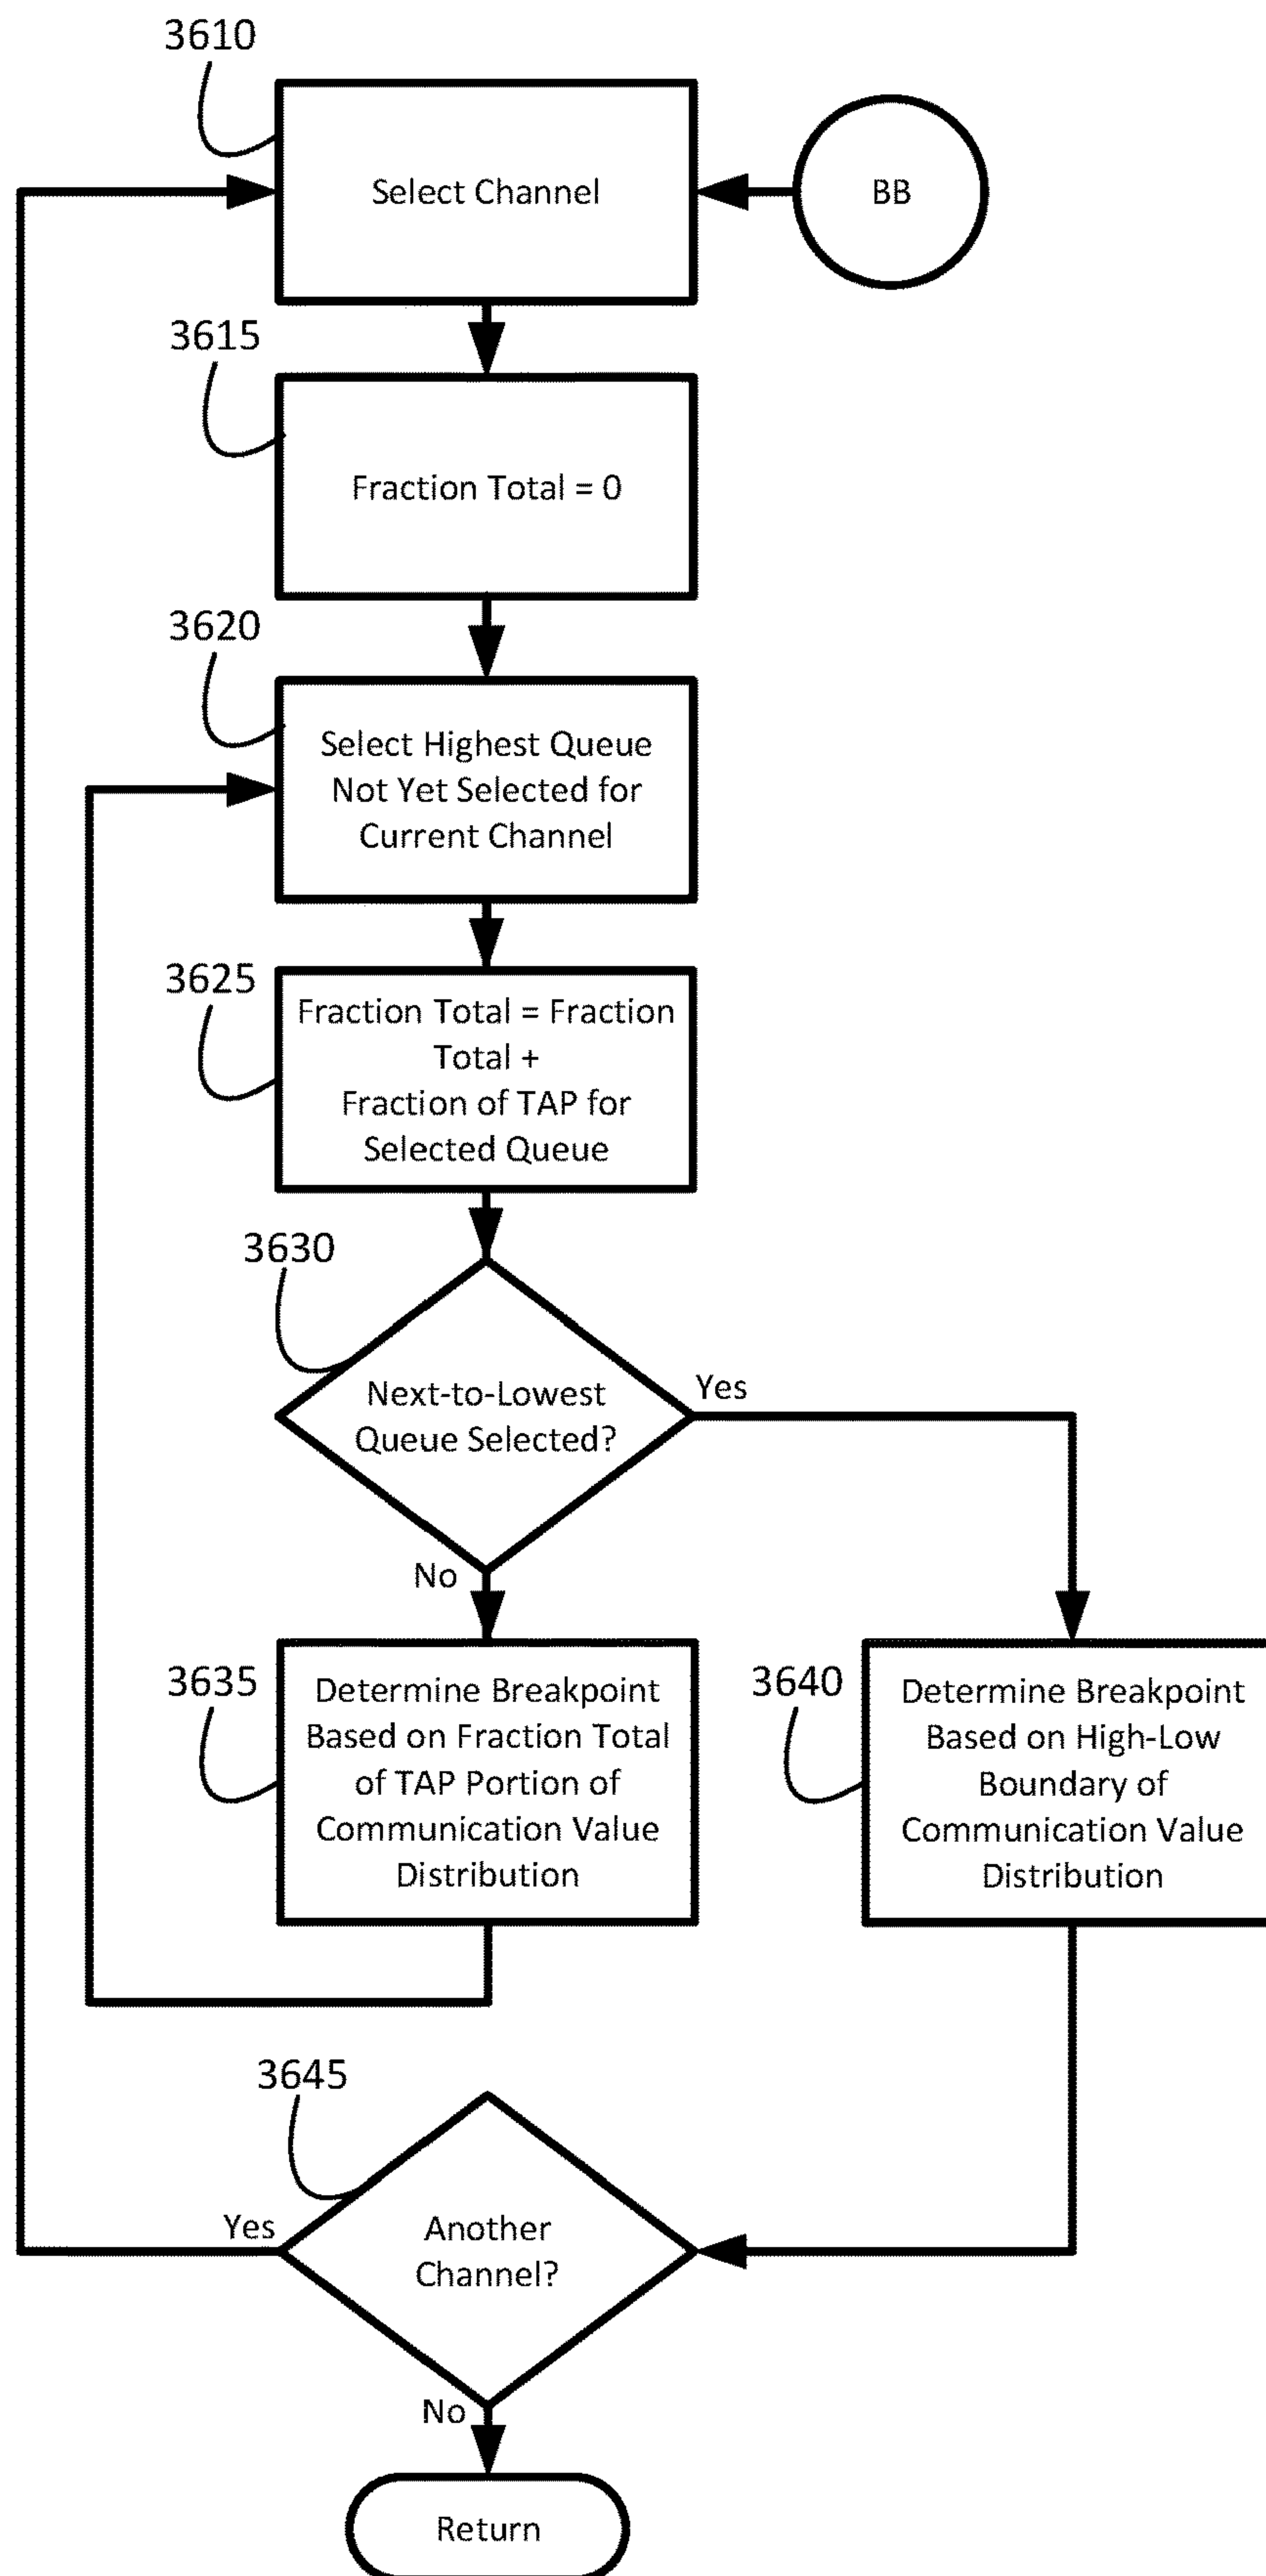 3610
Select Channel
BB
3615
Fraction Total = 0
3620
Select Highest Queue
Not Yet Selected for
Current Channel
3625
Fraction Total = Fraction
Total +
Fraction of TAP for
Selected Queue
3630
Next-to-Lowest
Queue Selected?
Yes
No
3635
Determine Breakpoint
Based on Fraction Total
of TAP Portion of
Communication Value
Distribution
3640
Determine Breakpoint
Based on High-Low
Boundary of
Communication Value
Distribution
3645
Another
Channel?
Yes
No
Return